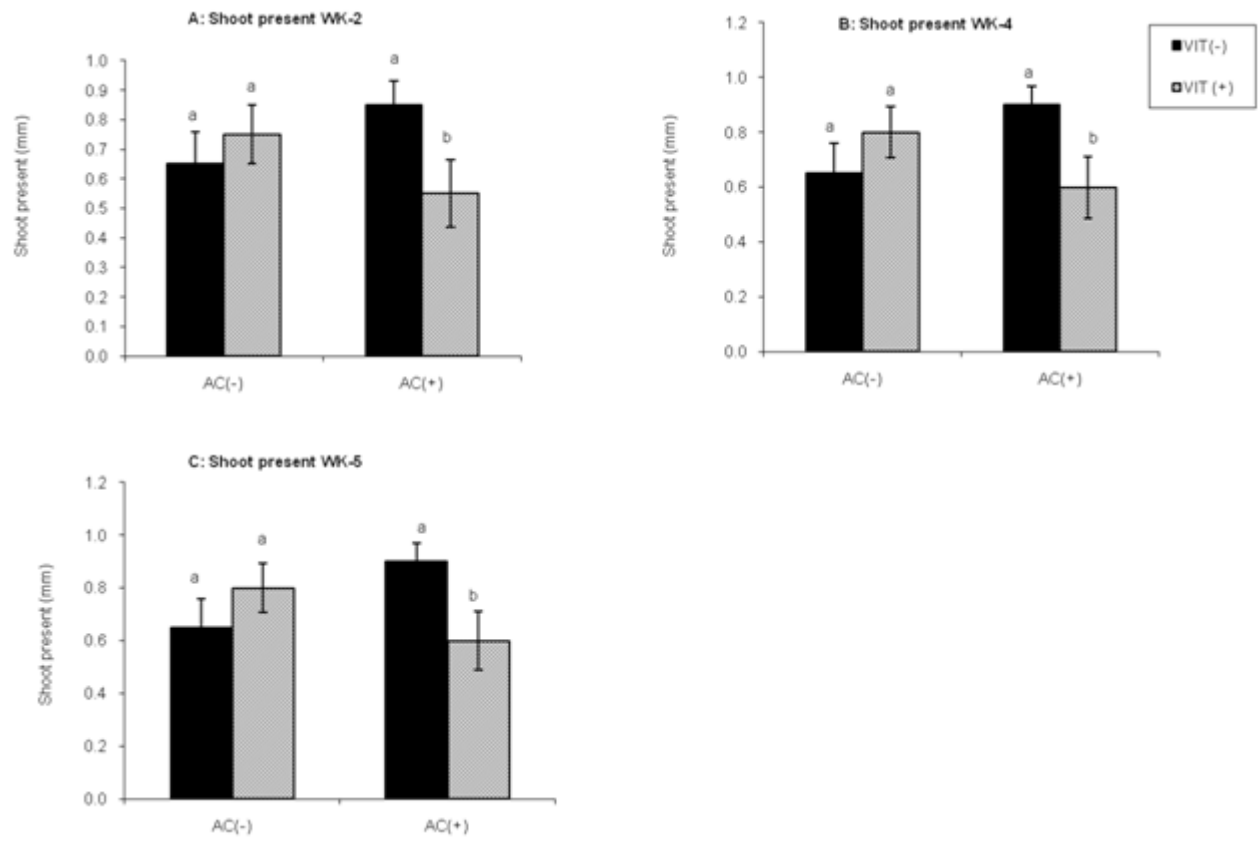 A: Shoot present WK-2
Shoot present (mm)
1.0
0.9
0.8
0.7
0.6
0.5
0.4
0.3
0.2
0.1
0.0
a
a
a
b
AC(-)
AC(+)
B: Shoot present WK-4
Shoot present (mm)
1.2
1.0
0.8
0.6
0.4
0.2
0.0
a
a
a
b
AC(-)
AC(+)
VIT(-)
VIT (+)
C: Shoot present WK-5
Shoot present (mm)
1.2
1.0
0.8
0.6
0.4
0.2
0.0
a
a
a
b
AC(-)
AC(+)